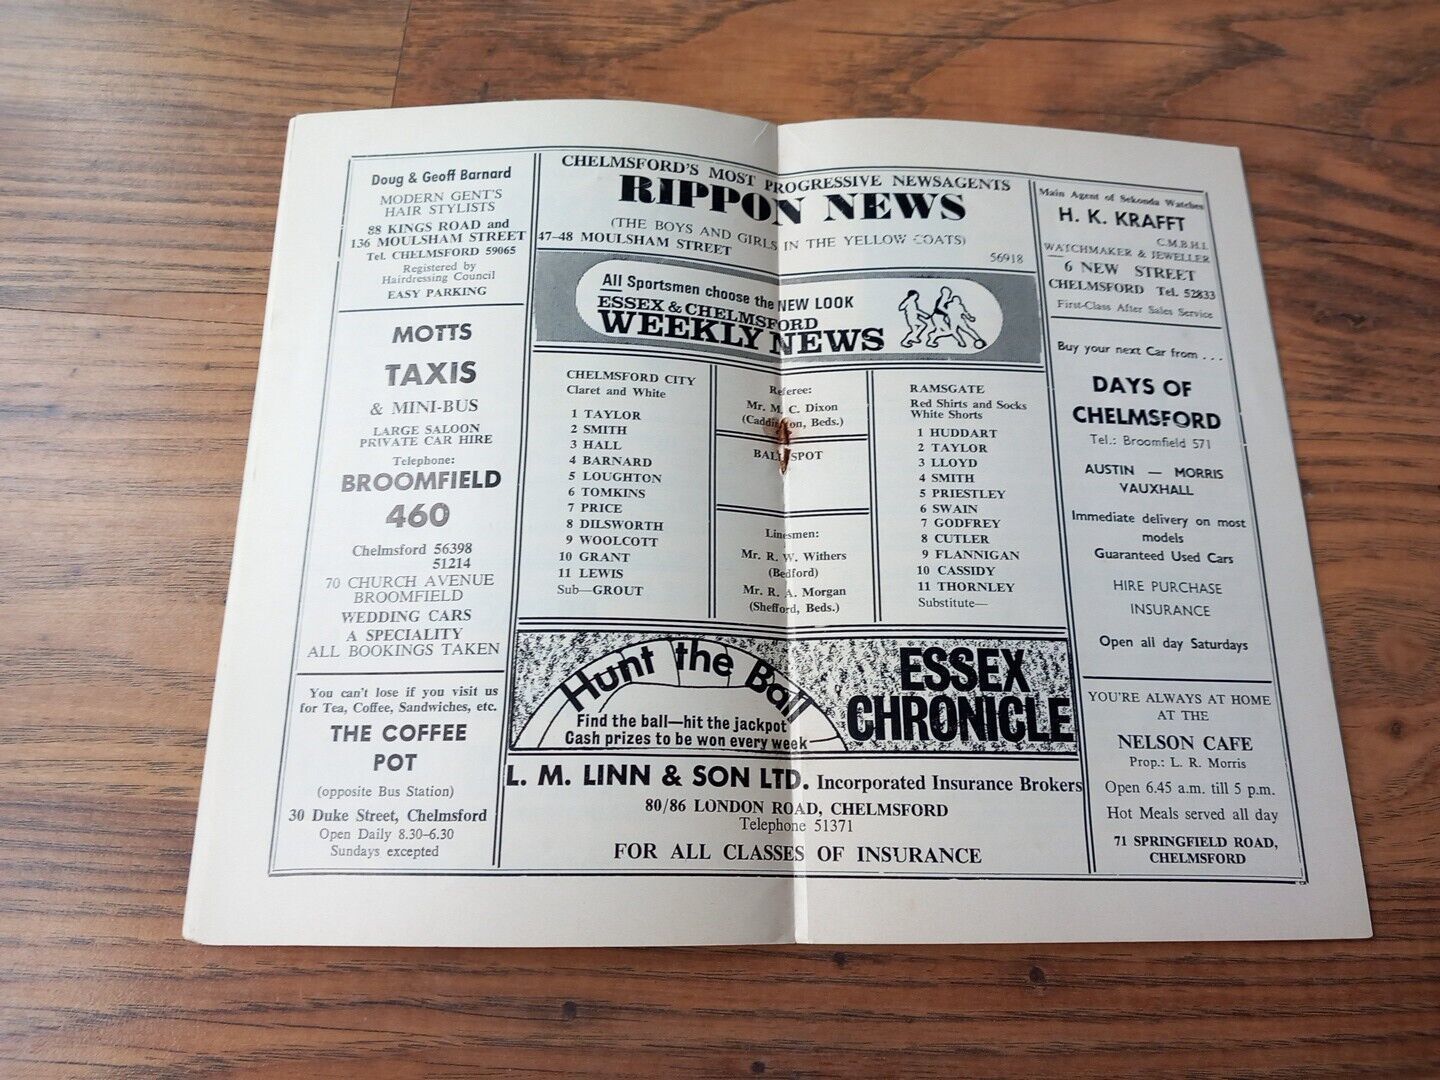 Doug & Geoff Barnard
MODERN GENT'S
HAIR STYLISTS
88 KINGS ROAD and
136 MOULSHAM STREET
Tel. CHELMSFORD 59065
Registered by
Hairdressing Council
EASY PARKING
MOTTS
TAXIS
& MINI-BUS
LARGE SALOON
PRIVATE CAR HIRE
Telephone:
BROOMFIELD
460
Chelmsford 56398
51214
70 CHURCH AVENUE
BROOMFIELD
WEDDING CARS
A SPECIALITY
ALL BOOKINGS TAKEN
You can't lose if you visit us
for Tea, Coffee, Sandwiches, etc.
THE COFFEE
POT
(opposite Bus Station)
30 Duke Street, Chelmsford
Open Daily 8.30–6.30
Sundays excepted
CHELMSFORD'S MOST PROGRESSIVE NEWSAGENTS
RIPPON NEWS
(THE BOYS AND GIRLS IN THE YELLOW COATS)
47–48 MOULSHAM STREET 56918
All Sportsmen choose the NEW LOOK
ESSEX & CHELMSFORD
WEEKLY NEWS
CHELMSFORD CITY
Claret and White
1 TAYLOR
2 SMITH
3 HALL
4 BARNARD
5 LOUGHTON
6 TOMKINS
7 PRICE
8 DILSWORTH
9 WOOLCOTT
10 GRANT
11 LEWIS
Sub—GROUT
Referee:
Mr. M. C. Dixon
(Caddington, Beds.)
BALL SPOT
Linesmen:
Mr. R. W. Withers
(Bedford)
Mr. R. A. Morgan
(Shefford, Beds.)
RAMSGATE
Red Shirts and Socks
White Shorts
1 HUDDART
2 TAYLOR
3 LLOYD
4 SMITH
5 PRIESTLEY
6 SWAIN
7 GODFREY
8 CUTLER
9 FLANNIGAN
10 CASSIDY
11 THORNLEY
Substitute—
Hunt the Ball
Find the ball—hit the jackpot
Cash prizes to be won every week
ESSEX
CHRONICLE
L. M. LINN & SON LTD. Incorporated Insurance Brokers
80/86 LONDON ROAD, CHELMSFORD
Telephone 51371
FOR ALL CLASSES OF INSURANCE
Main Agent of Sekonda Watches
H. K. KRAFFT
C.M.B.H.I.
WATCHMAKER & JEWELLER
6 NEW STREET
CHELMSFORD Tel. 52833
First-Class After Sales Service
Buy your next Car from . . .
DAYS OF
CHELMSFORD
Tel.: Broomfield 571
AUSTIN — MORRIS
VAUXHALL
Immediate delivery on most
models
Guaranteed Used Cars
HIRE PURCHASE
INSURANCE
Open all day Saturdays
YOU'RE ALWAYS AT HOME
AT THE
NELSON CAFE
Prop.: L. R. Morris
Open 6.45 a.m. till 5 p.m.
Hot Meals served all day
71 SPRINGFIELD ROAD,
CHELMSFORD